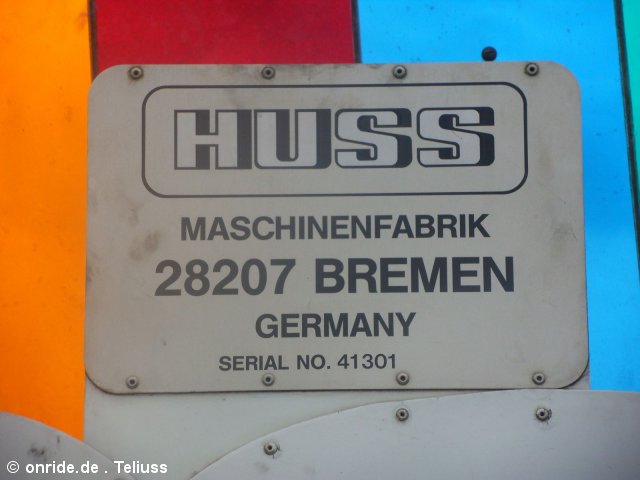 HUSS
MASCHINENFABRIK
28207 BREMEN
GERMANY
SERIAL NO. 41301
© onride.de . Teliuss